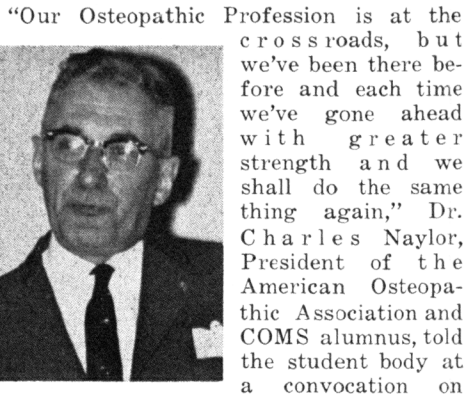 “Our Osteopathic Profession is at the
crossroads, but
we've been there be-
fore and each time
we've gone ahead
with greater
strength and we
shall do the same
thing again,” Dr.
Charles Naylor,
President of the
American Osteopa-
thic Association and
COMS alumnus, told
the student body at
a convocation on